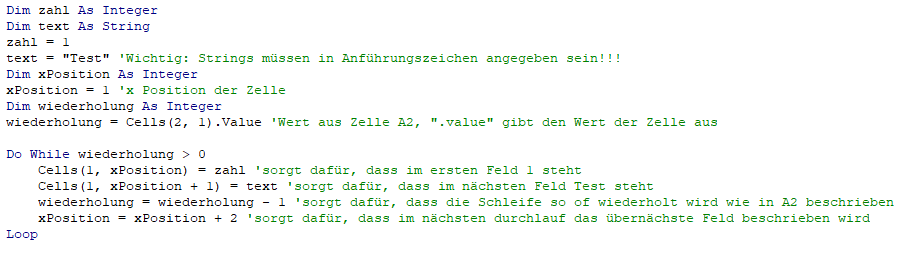 Dim zahl As Integer
Dim text As String
zahl = 1
text = "Test" 'Wichtig: Strings müssen in Anführungszeichen angegeben sein!!!
Dim xPosition As Integer
xPosition = 1 'x Position der Zelle
Dim wiederholung As Integer
wiederholung = Cells(2, 1).Value 'Wert aus Zelle A2, ".value" gibt den Wert der Zelle aus

Do While wiederholung > 0
    Cells(1, xPosition) = zahl 'sorgt dafür, dass im ersten Feld 1 steht
    Cells(1, xPosition + 1) = text 'sorgt dafür, dass im nächsten Feld Test steht
    wiederholung = wiederholung - 1 'sorgt dafür, dass die Schleife so of wiederholt wird wie in A2 beschrieben
    xPosition = xPosition + 2 'sorgt dafür, dass im nächsten durchlauf das übernächste Feld beschrieben wird
Loop